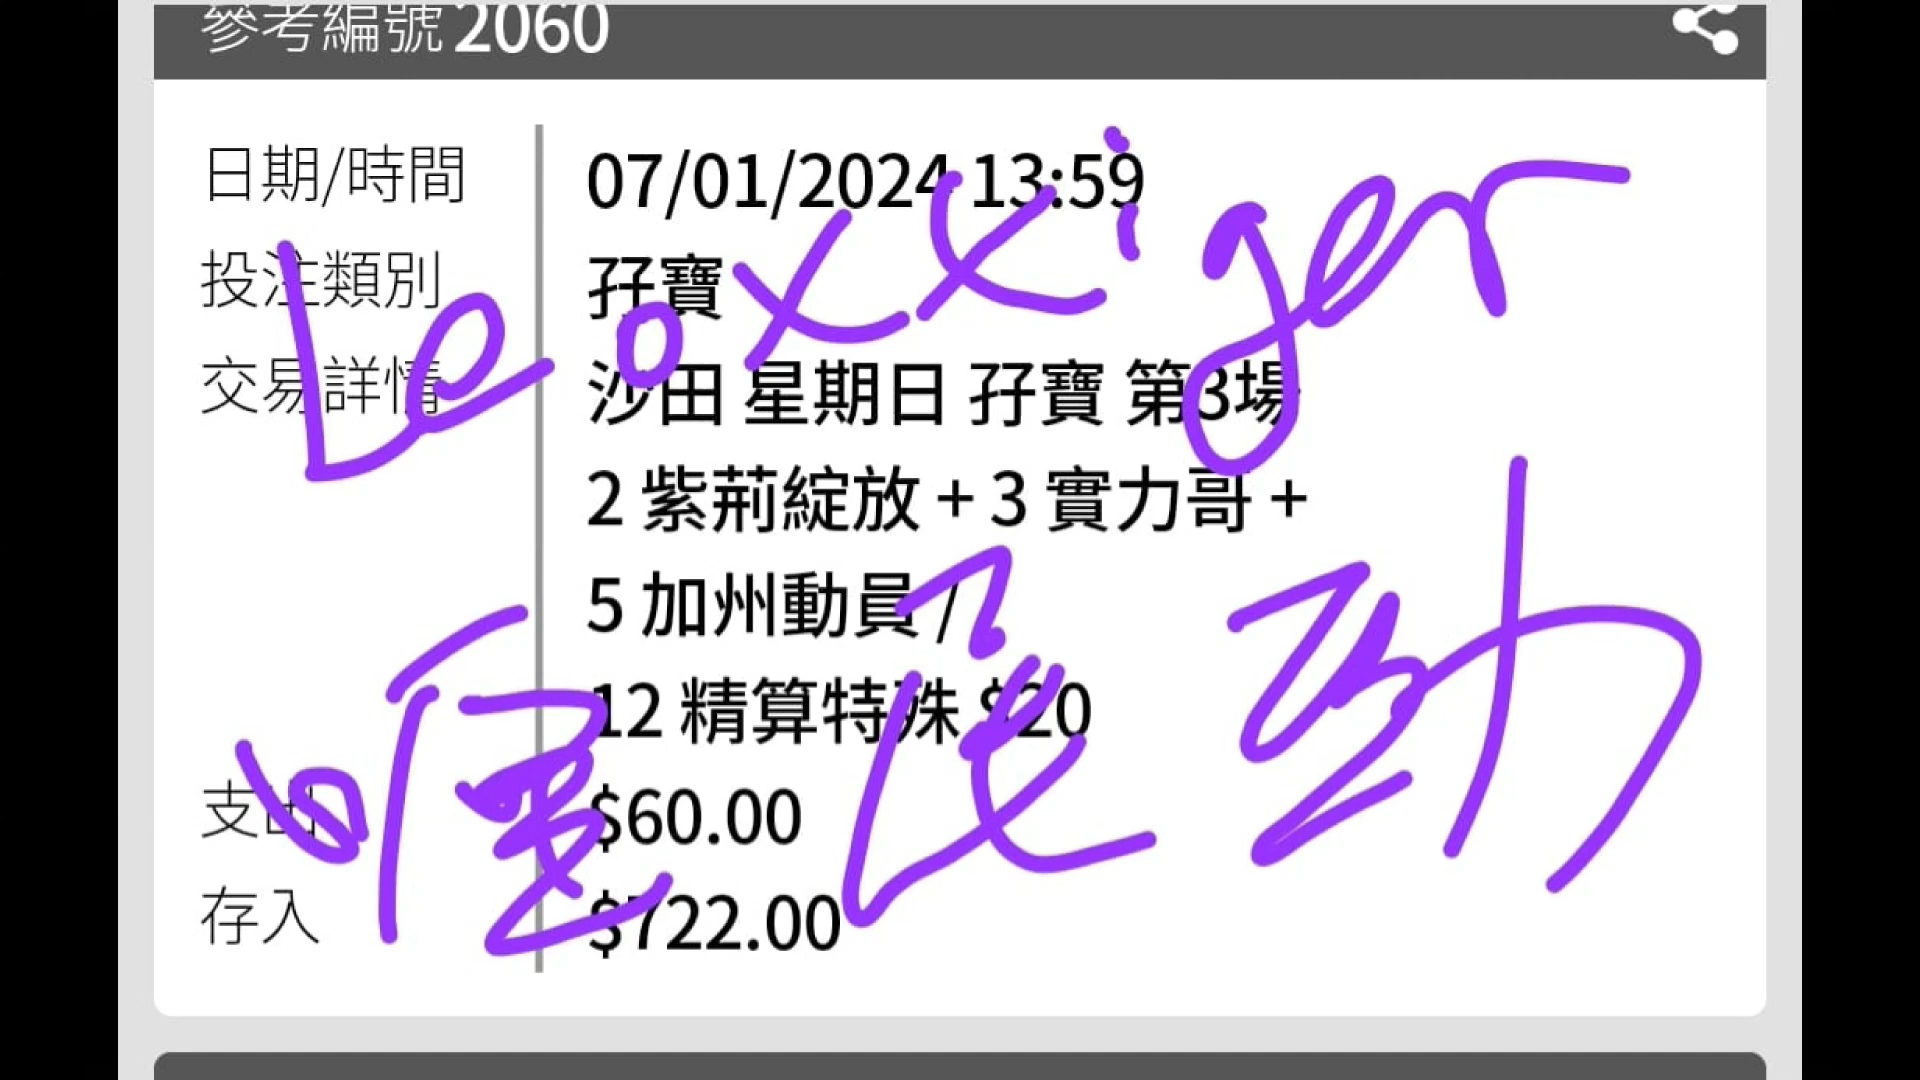 參考編號 2060
日期/時間 07/01/2024 13:59
投注類別 孖寶
交易詳情 沙田 星期日 孖寶 第3場
2 紫荊綻放 + 3 實力哥 +
5 加州動員 /
12 精算特殊 $20
支出 $60.00
存入 $722.00
Leoxxiger